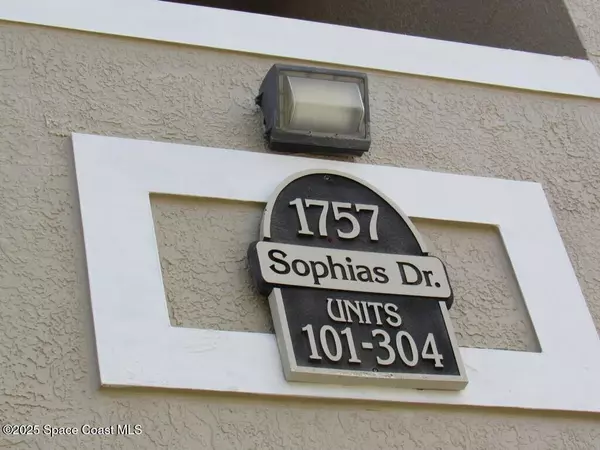 1757
Sophias Dr.
UNITS
101-304
©2025 Space Coast MLS